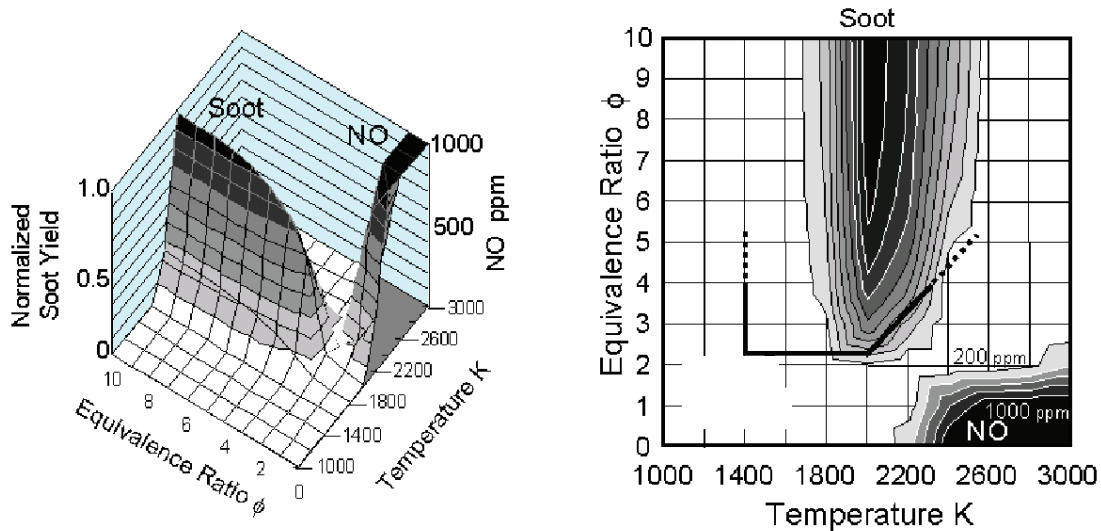 Soot
NO
1000
500
NO ppm
1.0
0.5
0
Normalized
Soot Yield
10
8
6
4
2
0
Equivalence Ratio ϕ
3000
2600
2200
1800
1400
1000
Temperature K
Soot
10
9
8
7
6
5
4
3
2
1
0
Equivalence Ratio ϕ
200 ppm
1000 ppm
NO
1000 1400 1800 2200 2600 3000
Temperature K